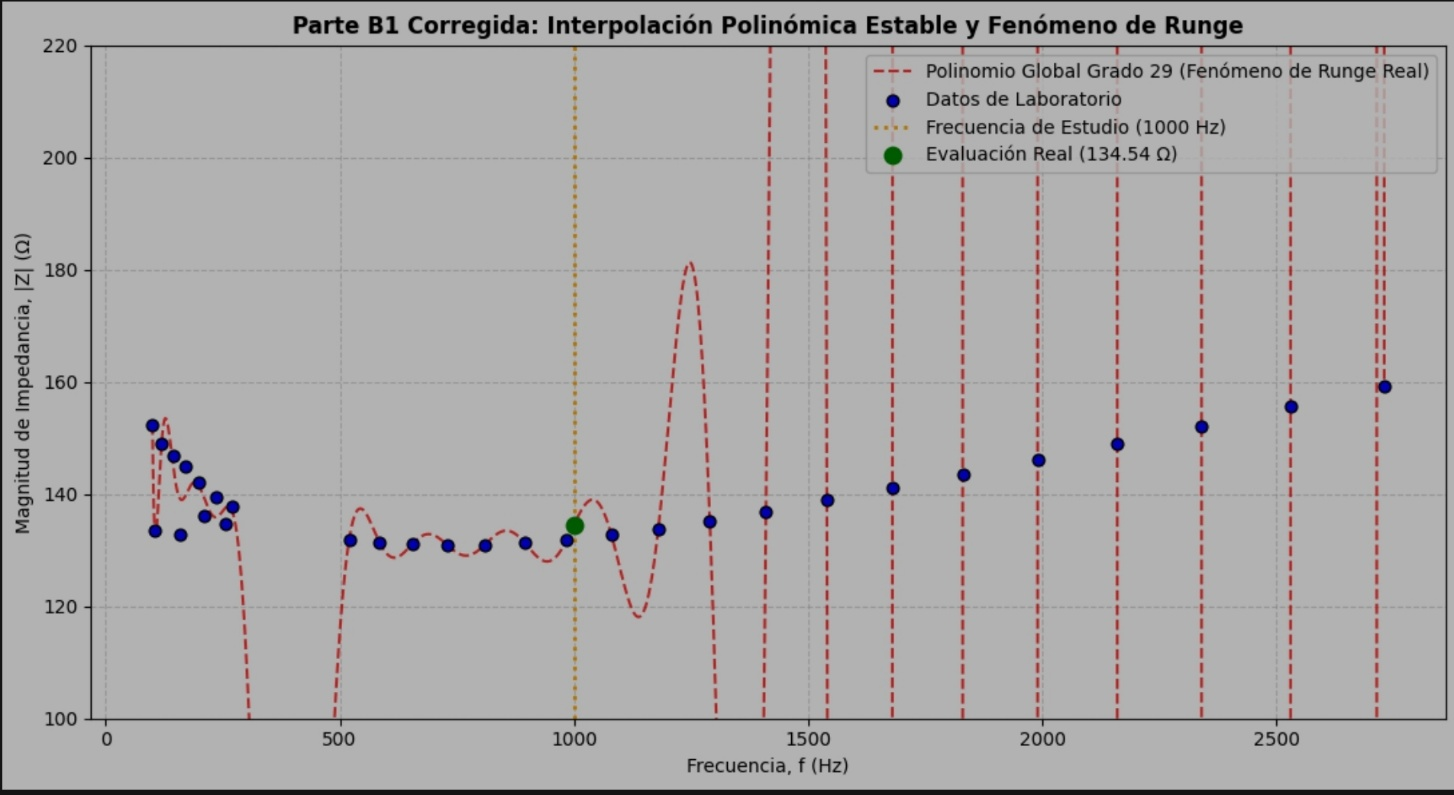 Parte B1 Corregida: Interpolación Polinómica Estable y Fenómeno de Runge
220
200
180
160
140
120
100
Magnitud de Impedancia, |Z| (Ω)
Polinomio Global Grado 29 (Fenómeno de Runge Real)
Datos de Laboratorio
Frecuencia de Estudio (1000 Hz)
Evaluación Real (134.54 Ω)
0 500 1000 1500 2000 2500
Frecuencia, f (Hz)